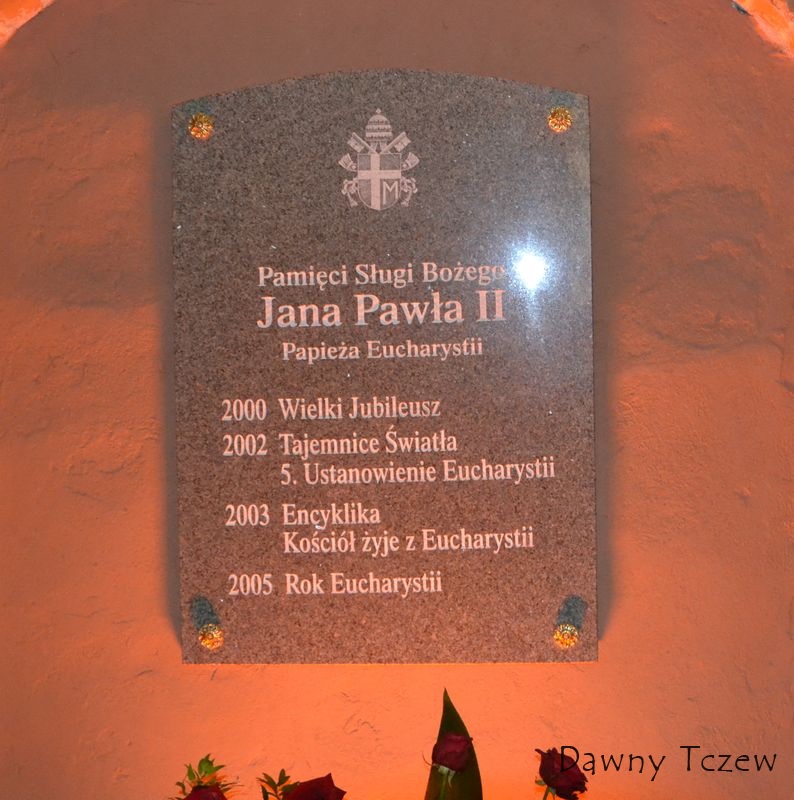 M
Pamięci Sługi Bożego
Jana Pawła II
Papieża Eucharystii
2000 Wielki Jubileusz
2002 Tajemnice Światła
5. Ustanowienie Eucharystii
2003 Encyklika
Kościół żyje z Eucharystii
2005 Rok Eucharystii
Dawny Tczew